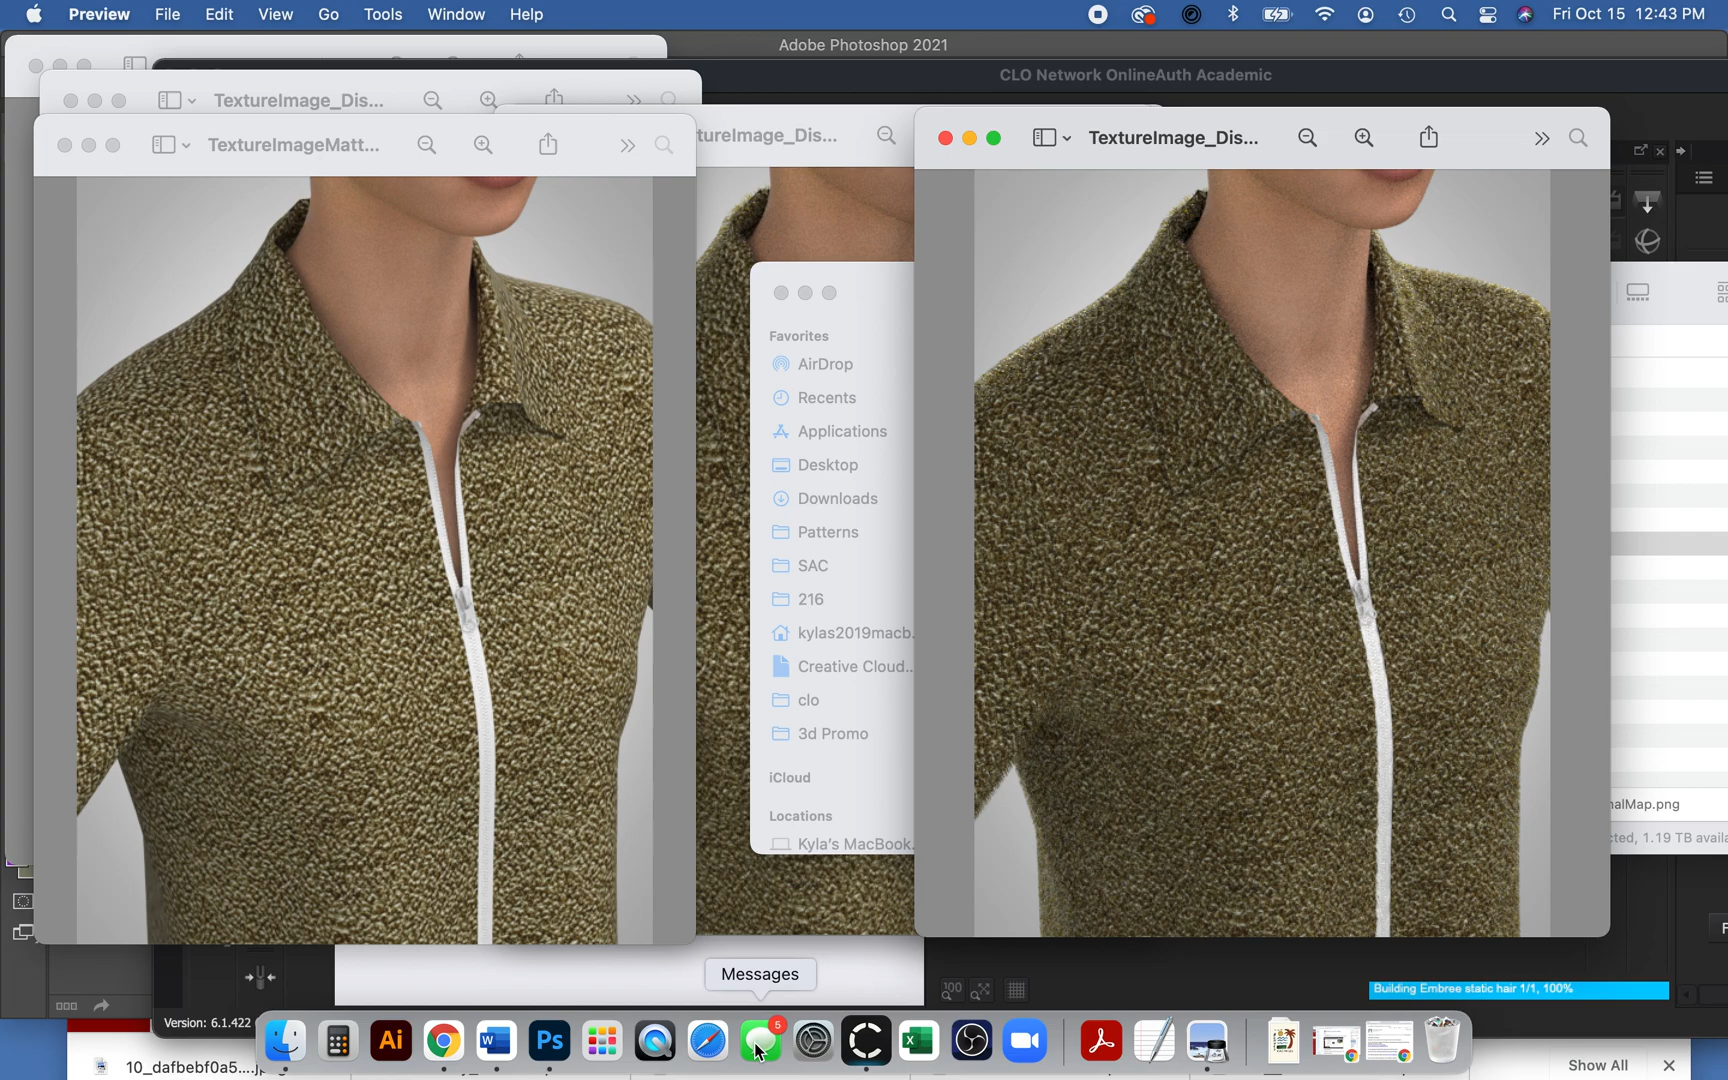 Preview File Edit View Go Tools Window Help
Fri Oct 15 12:43 PM
Adobe Photoshop 2021
CLO Network OnlineAuth Academic
TextureImage_Dis...
TextureImageMatt...
tureImage_Dis...
TextureImage_Dis...
Favorites
AirDrop
Recents
Applications
Desktop
Downloads
Patterns
SAC
216
kylas2019macb.
Creative Cloud...
clo
3d Promo
iCloud
Locations
Kyla's MacBook.
nalMap.png
cted, 1.19 TB availa
F
Messages
100
Building Embree static hair 1/1, 100%
Version: 6.1.422
5
Ai
W
Ps
X
10_dafbebf0a5....jp
Show All